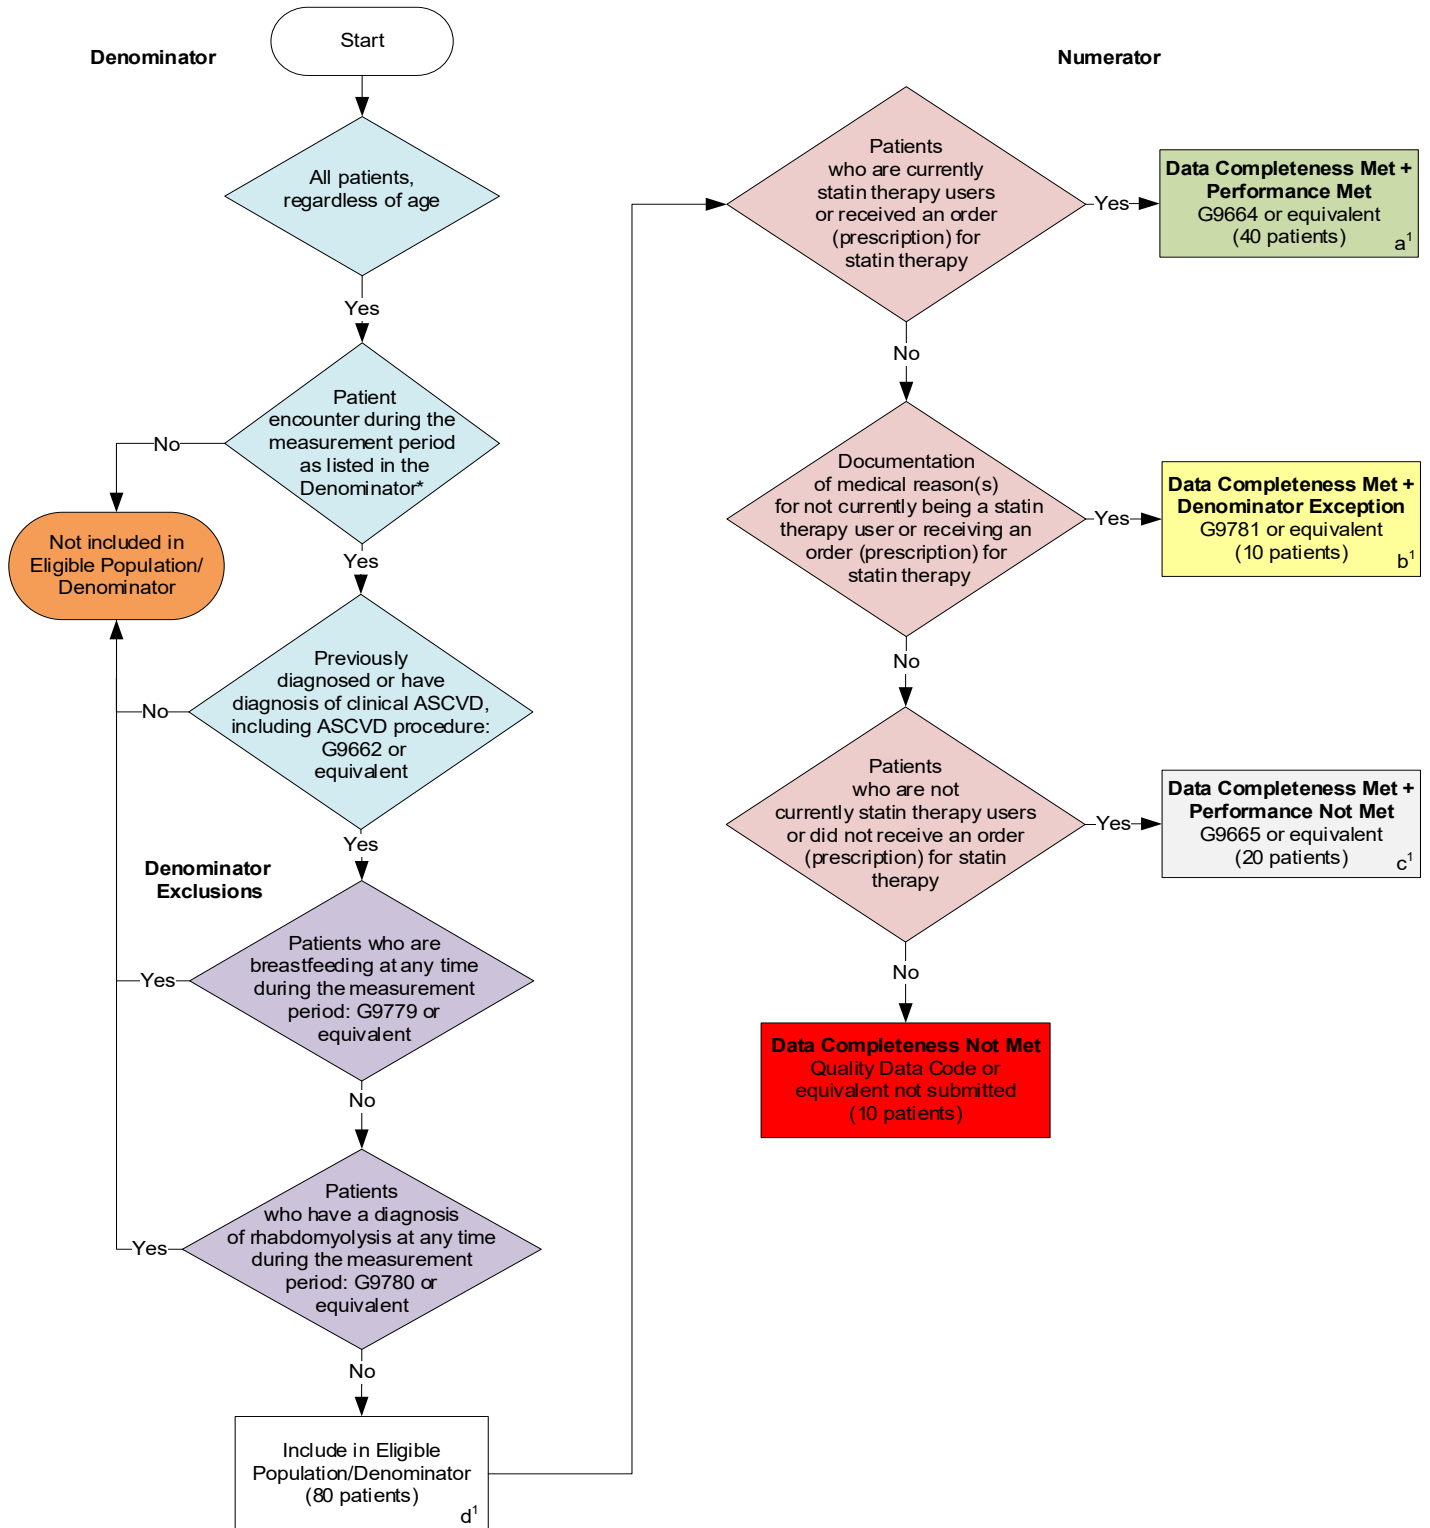 Denominator
Start
All patients,
regardless of age
Yes
Patient
encounter during the
measurement period
as listed in the
Denominator*
No
Not included in
Eligible Population/
Denominator
Yes
Previously
diagnosed or have
diagnosis of clinical ASCVD,
including ASCVD procedure:
G9662 or
equivalent
No
Yes
Denominator
Exclusions
Patients who are
breastfeeding at any time
during the measurement
period: G9779 or
equivalent
Yes
No
Patients
who have a diagnosis
of rhabdomyolysis at any time
during the measurement
period: G9780 or
equivalent
Yes
No
Include in Eligible
Population/Denominator
(80 patients)
d¹
Numerator
Patients
who are currently
statin therapy users
or received an order
(prescription) for
statin therapy
Yes
Data Completeness Met +
Performance Met
G9664 or equivalent
(40 patients)
a¹
No
Documentation
of medical reason(s)
for not currently being a statin
therapy user or receiving an
order (prescription) for
statin therapy
Yes
Data Completeness Met +
Denominator Exception
G9781 or equivalent
(10 patients)
b¹
No
Patients
who are not
currently statin therapy users
or did not receive an order
(prescription) for statin
therapy
Yes
Data Completeness Met +
Performance Not Met
G9665 or equivalent
(20 patients)
c¹
No
Data Completeness Not Met
Quality Data Code or
equivalent not submitted
(10 patients)